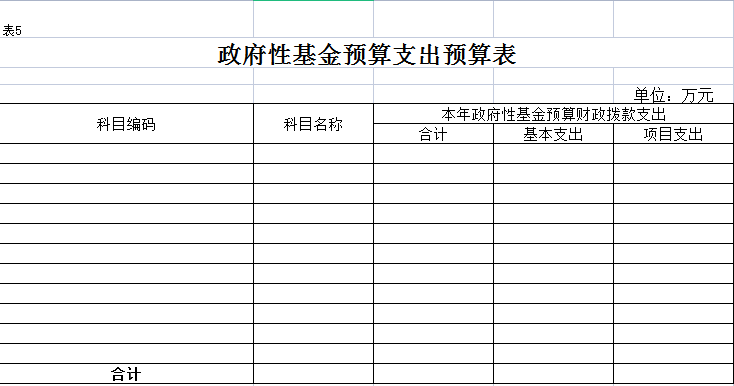 表5
政府性基金预算支出预算表
单位：万元
科目编码 科目名称 本年政府性基金预算财政拨款支出
合计 基本支出 项目支出
合计